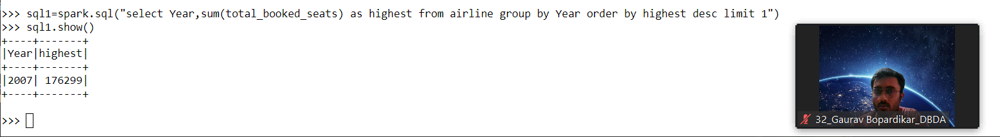 >>> sql1=spark.sql("select Year,sum(total_booked_seats) as highest from airline group by Year order by highest desc limit 1")
>>> sql1.show()
+----+-------+
|Year|highest|
+----+-------+
|2007| 176299|
+----+-------+
>>>
32_Gaurav Bopardikar_DBDA